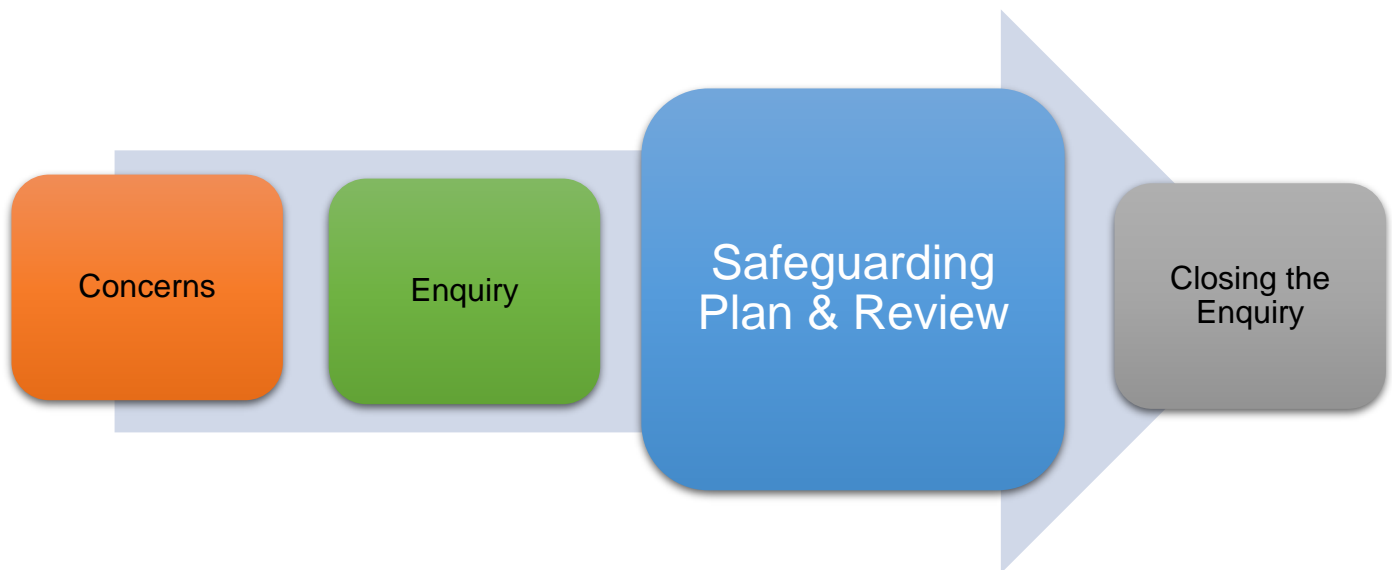 Concerns
Enquiry
Safeguarding
Plan & Review
Closing the
Enquiry